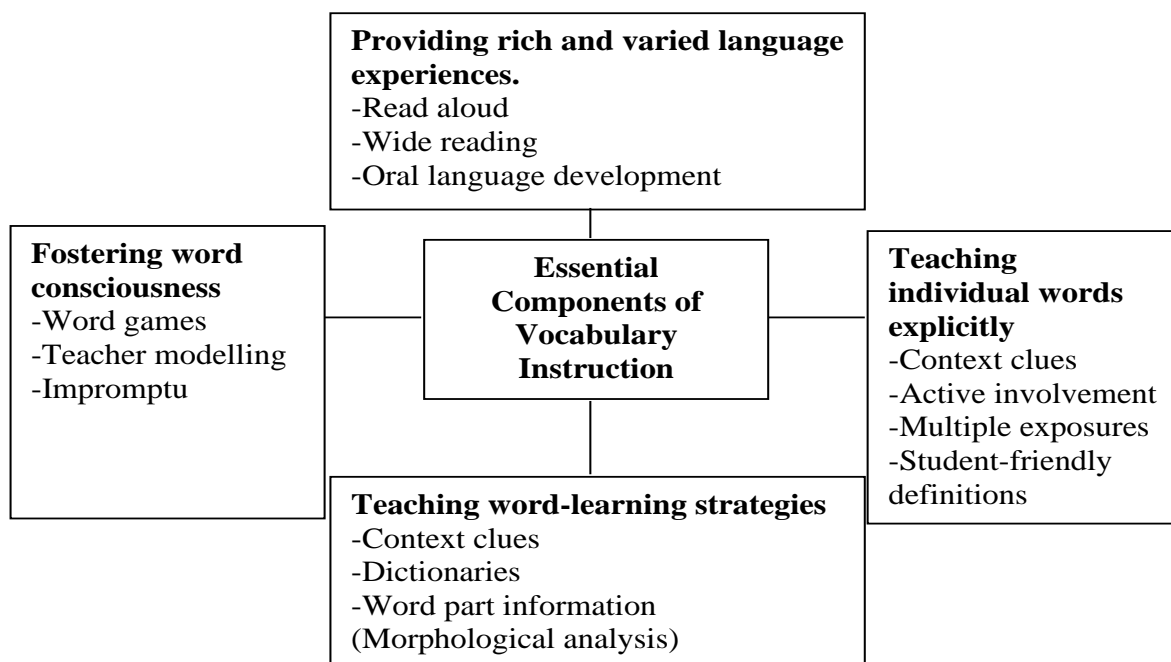 Providing rich and varied language
experiences.
-Read aloud
-Wide reading
-Oral language development
Fostering word
consciousness
-Word games
-Teacher modelling
-Impromptu
Essential
Components of
Vocabulary
Instruction
Teaching
individual words
explicitly
-Context clues
-Active involvement
-Multiple exposures
-Student-friendly
definitions
Teaching word-learning strategies
-Context clues
-Dictionaries
-Word part information
(Morphological analysis)